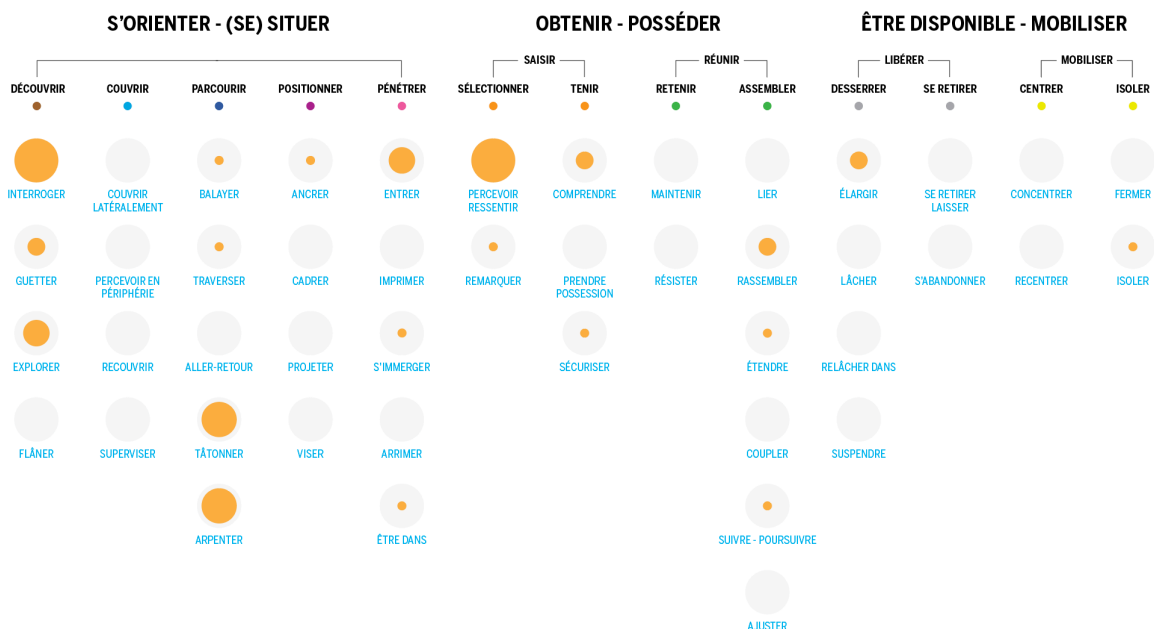 S'ORIENTER - (SE) SITUER
OBTENIR - POSSÉDER
ÊTRE DISPONIBLE - MOBILISER
SAISIR
RÉUNIR
LIBÉRER
MOBILISER
DÉCOUVRIR
COUVRIR
PARCOURIR
POSITIONNER
PÉNÉTRER
SÉLECTIONNER
TENIR
RETENIR
ASSEMBLER
DESSERRER
SE RETIRER
CENTRER
ISOLER
INTERROGER
COUVRIR
LATÉRALEMENT
BALAYER
ANCRER
ENTRER
PERCEVOIR
RESSENTIR
COMPRENDRE
MAINTENIR
LIER
ÉLARGIR
SE RETIRER
LAISSER
CONCENTRER
FERMER
GUETTER
PERCEVOIR EN
PÉRIPHÉRIE
TRAVERSER
CADRER
IMPRIMER
REMARQUER
PRENDRE
POSSESSION
RÉSISTER
RASSEMBLER
LÂCHER
S'ABANDONNER
RECENTRER
ISOLER
EXPLORER
RECOUVRIR
ALLER-RETOUR
PROJETER
S'IMMERGER
SÉCURISER
ÉTENDRE
RELÂCHER DANS
FLÂNER
SUPERVISER
TÂTONNER
VISER
ARRIMER
COUPLER
SUSPENDRE
ARPENTER
ÊTRE DANS
SUIVRE - POURSUIVRE
AJUSTER